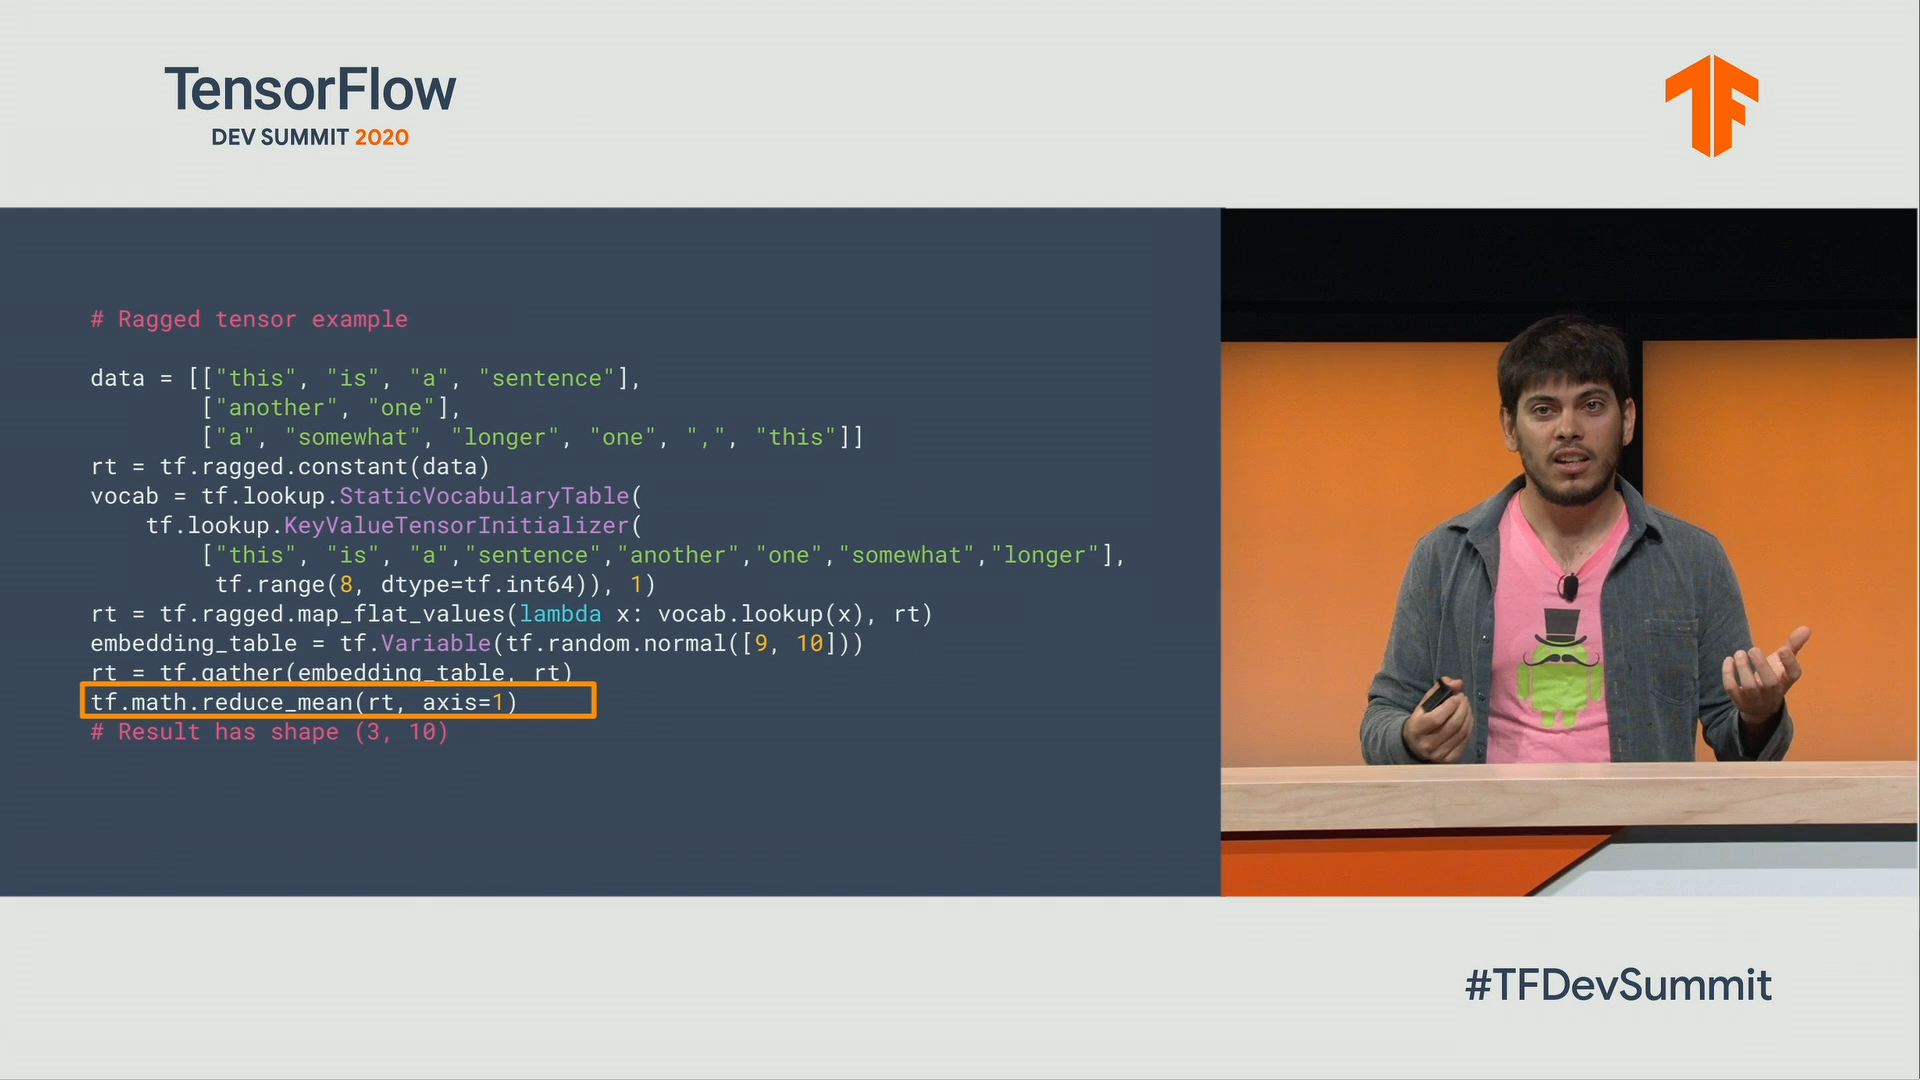 TensorFlow
DEV SUMMIT 2020
# Ragged tensor example
data = [["this", "is", "a", "sentence"],
["another", "one"],
["a", "somewhat", "longer", "one", ",", "this"]]
rt = tf.ragged.constant(data)
vocab = tf.lookup.StaticVocabularyTable(
tf.lookup.KeyValueTensorInitializer(
["this", "is", "a","sentence","another","one","somewhat","longer"],
tf.range(8, dtype=tf.int64)), 1)
rt = tf.ragged.map_flat_values(lambda x: vocab.lookup(x), rt)
embedding_table = tf.Variable(tf.random.normal([9, 10]))
rt = tf.gather(embedding_table, rt)
tf.math.reduce_mean(rt, axis=1)
# Result has shape (3, 10)
#TFDevSummit